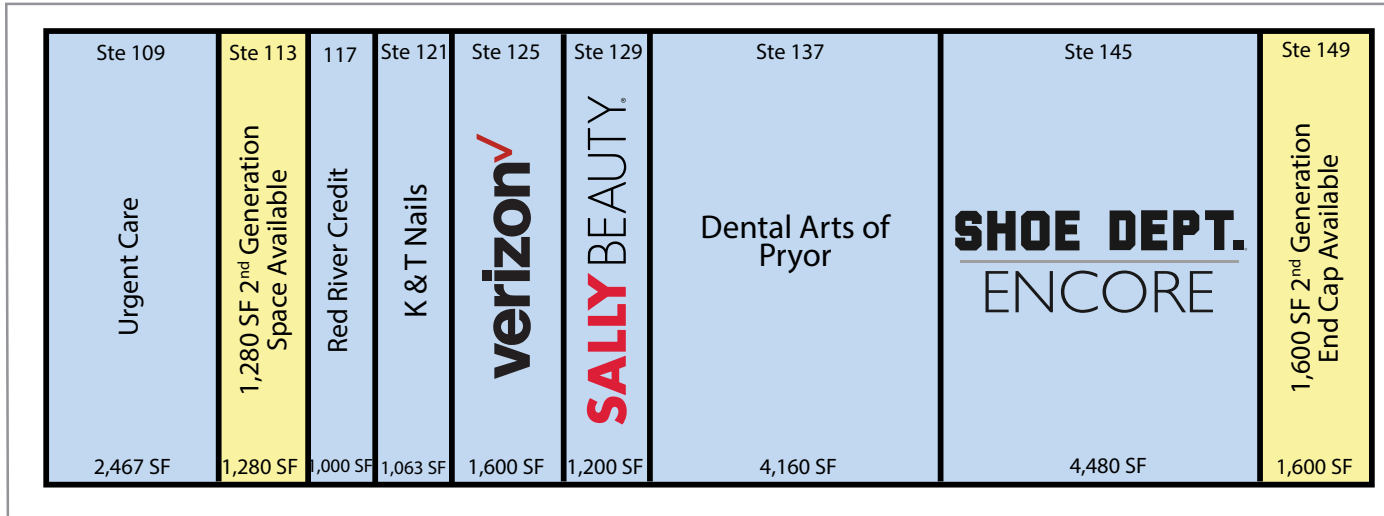 Ste 109
Urgent Care
2,467 SF
Ste 113
1,280 SF 2nd Generation
Space Available
1,280 SF
117
Red River Credit
1,000 SF
Ste 121
K & T Nails
1,063 SF
Ste 125
verizon✓
1,600 SF
Ste 129
SALLY BEAUTY®
1,200 SF
Ste 137
Dental Arts of
Pryor
4,160 SF
Ste 145
SHOE DEPT.
ENCORE
4,480 SF
Ste 149
1,600 SF 2nd Generation
End Cap Available
1,600 SF